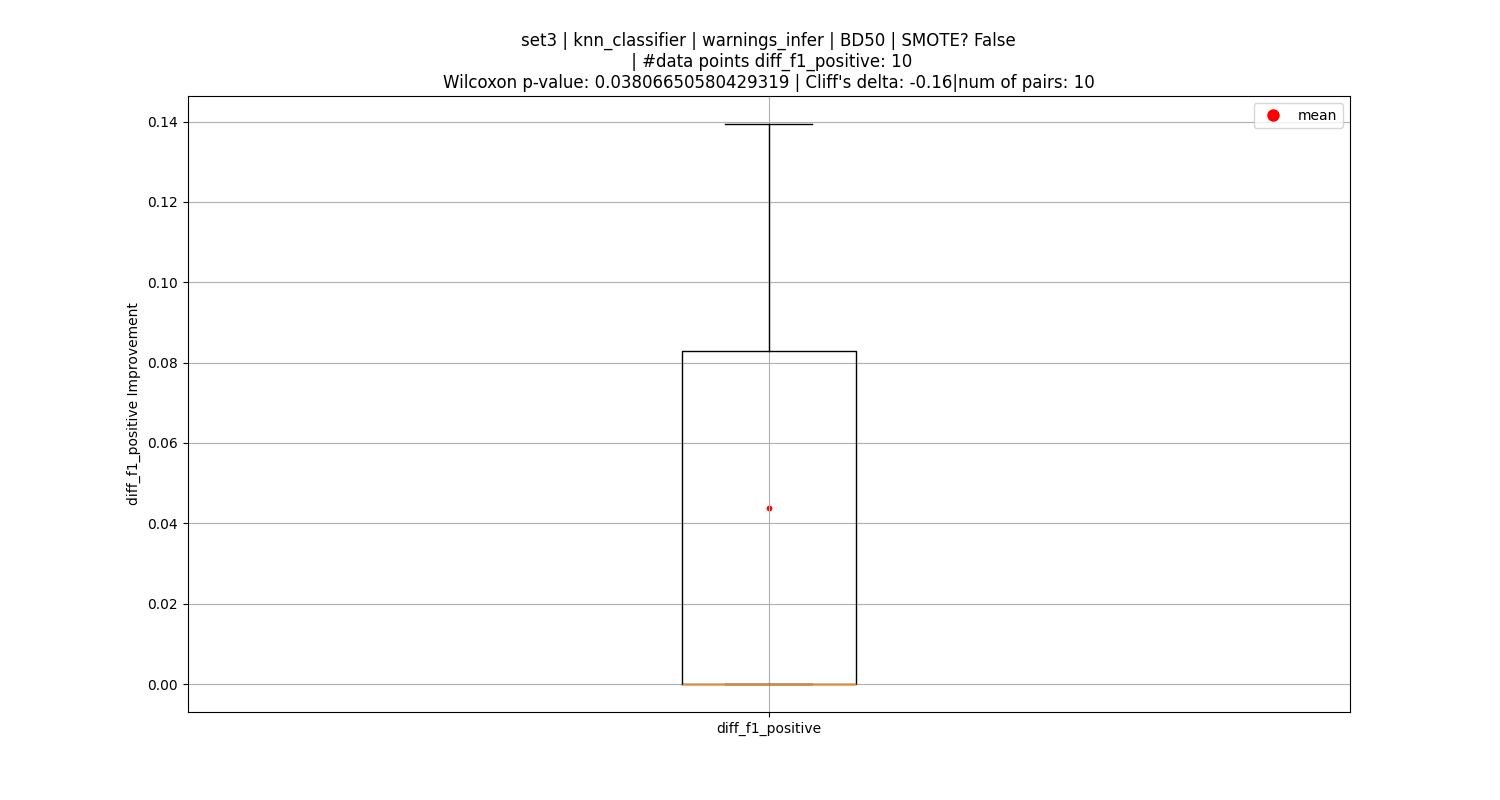 set3 | knn_classifier | warnings_infer | BD50 | SMOTE? False
| #data points diff_f1_positive: 10
Wilcoxon p-value: 0.03806650580429319 | Cliff's delta: -0.16|num of pairs: 10
mean
0.14
0.12
0.10
0.08
0.06
0.04
0.02
0.00
diff_f1_positive Improvement
diff_f1_positive